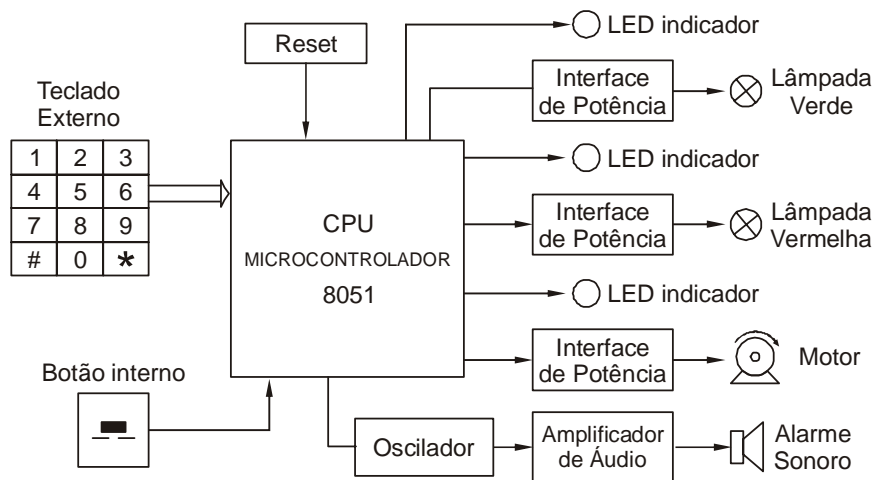 Reset
LED indicador
Teclado
Externo
Interface
de Potência
Lâmpada
Verde
1 2 3
4 5 6
7 8 9
# 0 *
LED indicador
CPU
MICROCONTROLADOR
8051
Interface
de Potência
Lâmpada
Vermelha
LED indicador
Interface
de Potência
Motor
Botão interno
Oscilador
Amplificador
de Áudio
Alarme
Sonoro